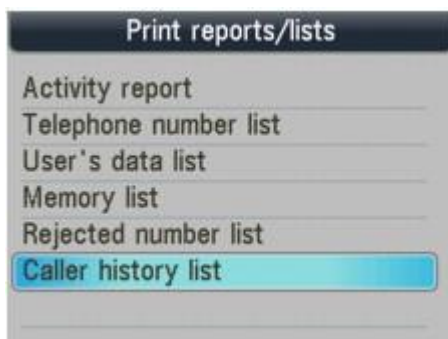 Print reports/lists
Activity report
Telephone number list
User's data list
Memory list
Rejected number list
Caller history list